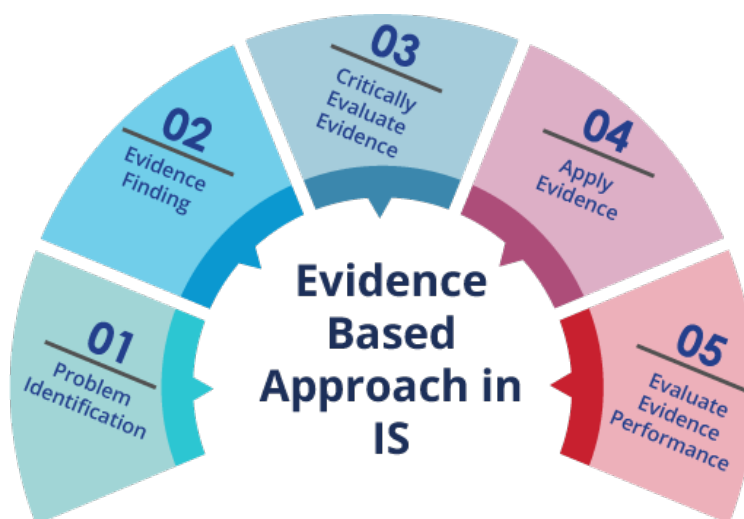 01
Problem
Identification
02
Evidence
Finding
03
Critically
Evaluate
Evidence
04
Apply
Evidence
05
Evaluate
Evidence
Performance
Evidence
Based
Approach in
IS